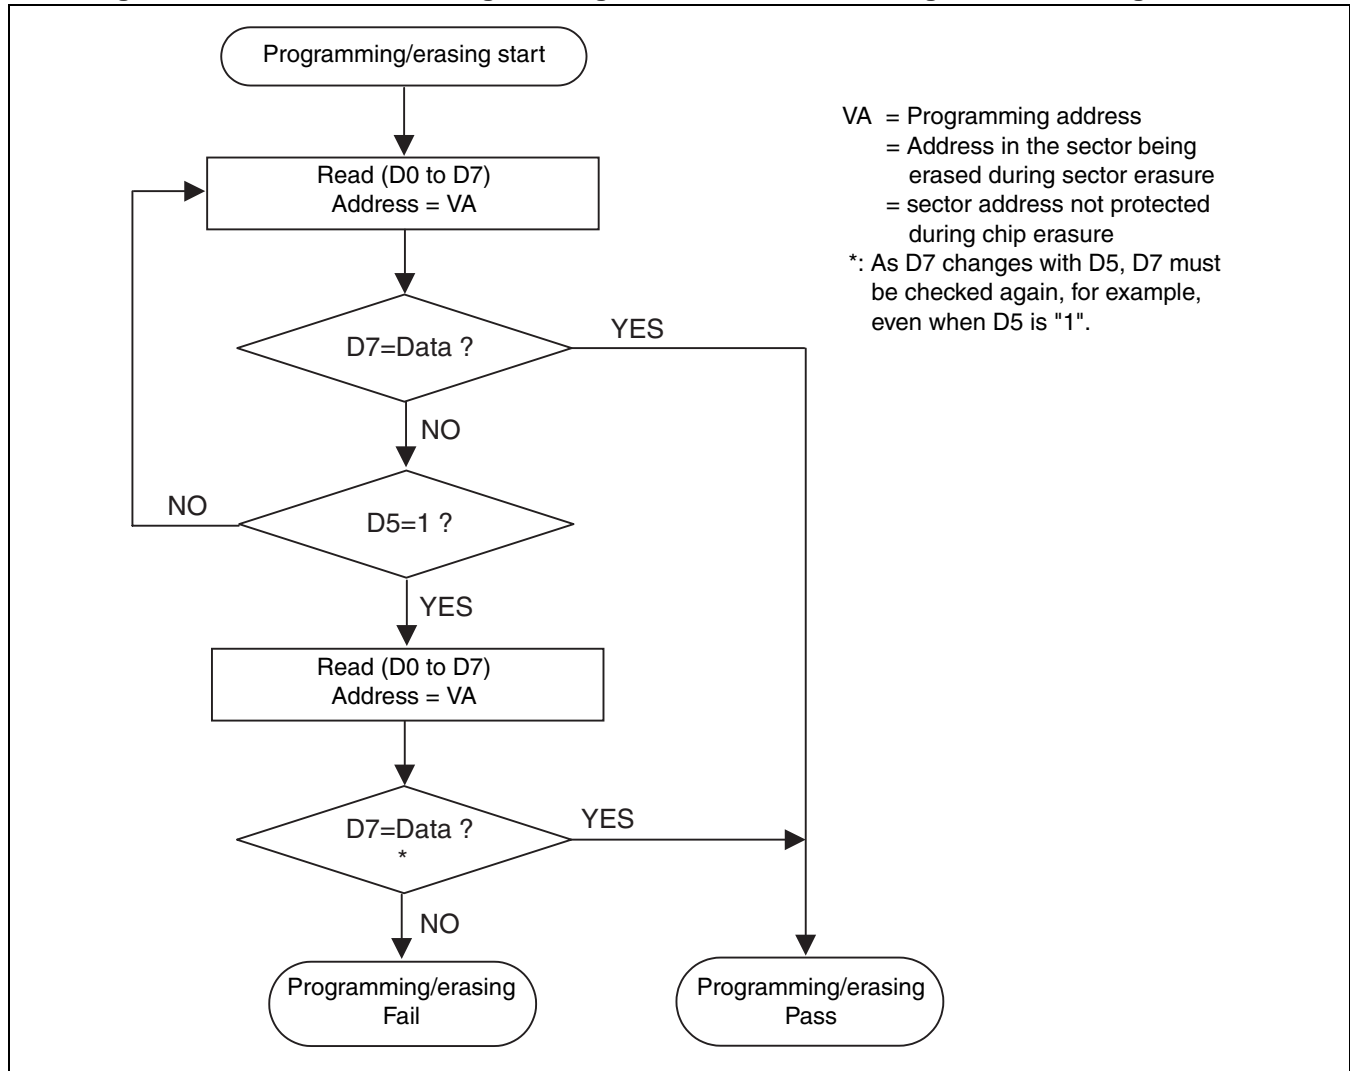 Programming/erasing start
Read (D0 to D7)
Address = VA
D7=Data ?
YES
NO
D5=1 ?
NO
YES
Read (D0 to D7)
Address = VA
D7=Data ?
*
YES
NO
Programming/erasing
Fail
Programming/erasing
Pass
VA = Programming address
= Address in the sector being
erased during sector erasure
= sector address not protected
during chip erasure
*: As D7 changes with D5, D7 must
be checked again, for example,
even when D5 is "1".